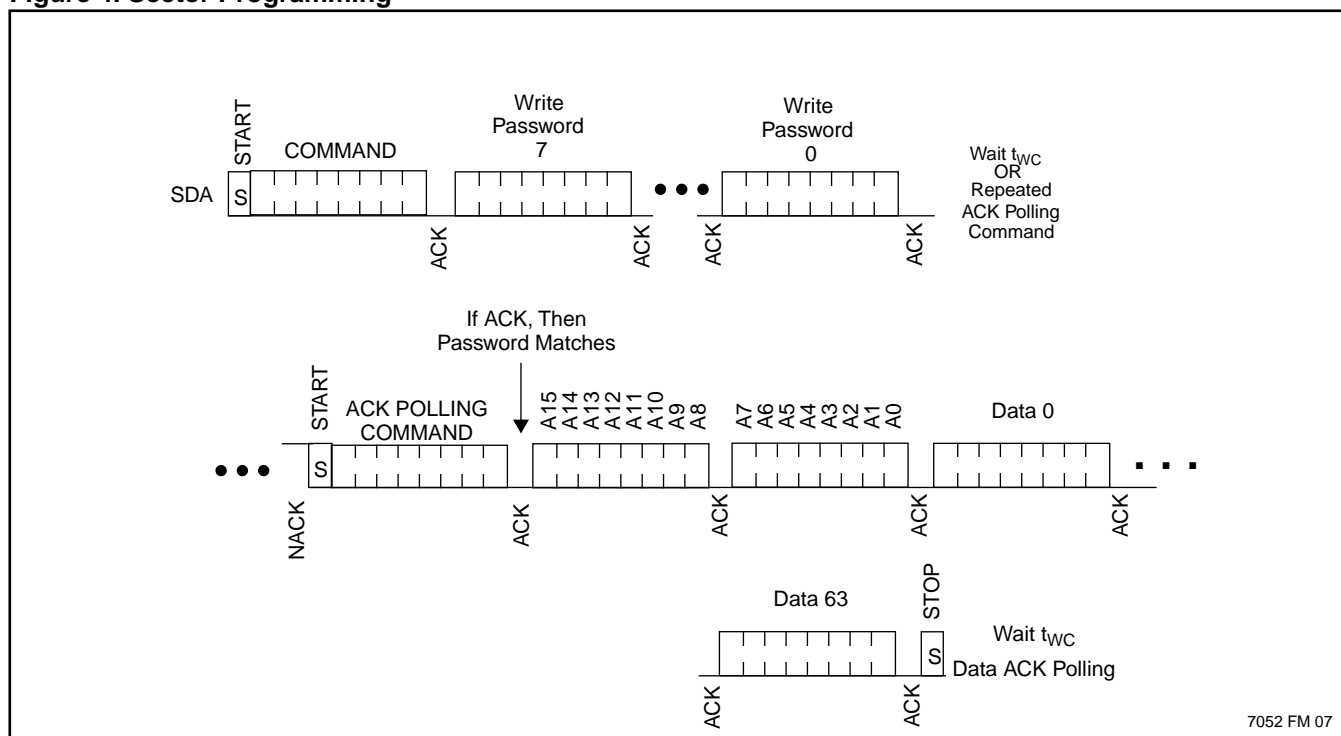 Figure 4. Sector Programming
SDA
S
START
COMMAND
ACK
Write
Password
7
ACK
ACK
Write
Password
0
ACK
Wait tWC
OR
Repeated
ACK Polling
Command
If ACK, Then
Password Matches
NACK
S
START
ACK POLLING
COMMAND
ACK
A15
A14
A13
A12
A11
A10
A9
A8
ACK
A7
A6
A5
A4
A3
A2
A1
A0
ACK
Data 0
ACK
ACK
Data 63
ACK
STOP
S
Wait tWC
Data ACK Polling
7052 FM 07